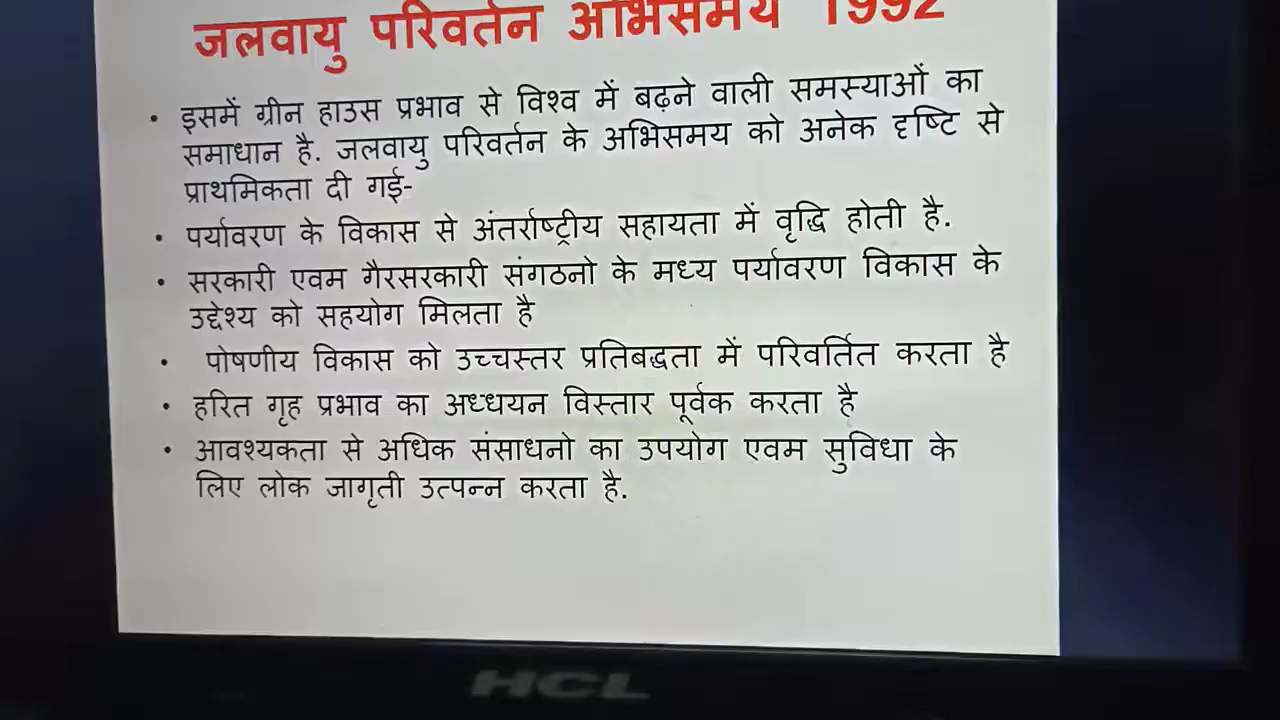 जलवायु परिवर्तन अभिसमय 1992
• इसमें ग्रीन हाउस प्रभाव से विश्व में बढ़ने वाली समस्याओं का
समाधान है. जलवायु परिवर्तन के अभिसमय को अनेक दृष्टि से
प्राथमिकता दी गई-
• पर्यावरण के विकास से अंतर्राष्ट्रीय सहायता में वृद्धि होती है.
• सरकारी एवम गैरसरकारी संगठनो के मध्य पर्यावरण विकास के
उद्देश्य को सहयोग मिलता है
• पोषणीय विकास को उच्चस्तर प्रतिबद्धता में परिवर्तित करता है
• हरित गृह प्रभाव का अध्धयन विस्तार पूर्वक करता है
• आवश्यकता से अधिक संसाधनो का उपयोग एवम सुविधा के
लिए लोक जागृती उत्पन्न करता है.
HCL